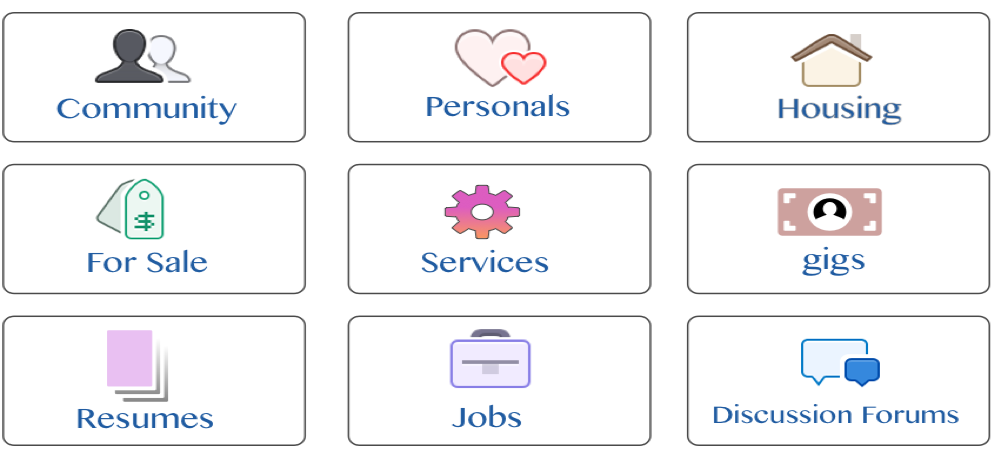 Community
Personals
Housing
For Sale
Services
gigs
Resumes
Jobs
Discussion Forums